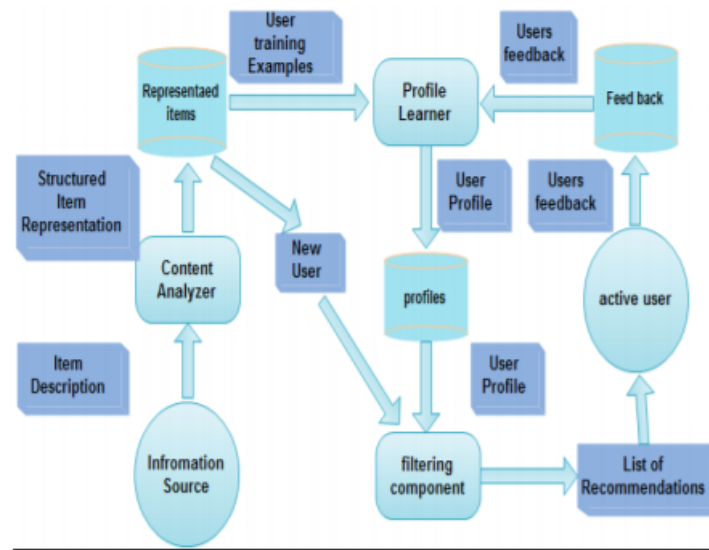 User
training
Examples
Users
feedback
Representaed
items
Profile
Learner
Feed back
Structured
Item
Representation
User
Profile
Users
feedback
New
User
Content
Analyzer
profiles
active user
Item
Description
User
Profile
Infromation
Source
filtering
component
List of
Recommendations